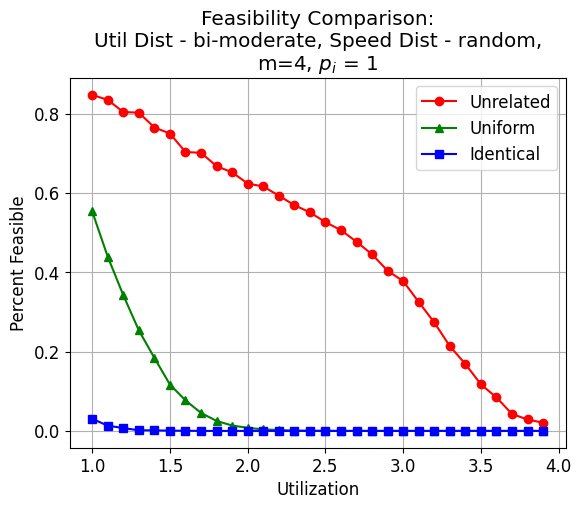 Feasibility Comparison:
Util Dist - bi-moderate, Speed Dist - random,
m=4, $p_i$ = 1
Unrelated
Uniform
Identical
Percent Feasible
0.8
0.6
0.4
0.2
0.0
1.0 1.5 2.0 2.5 3.0 3.5 4.0
Utilization